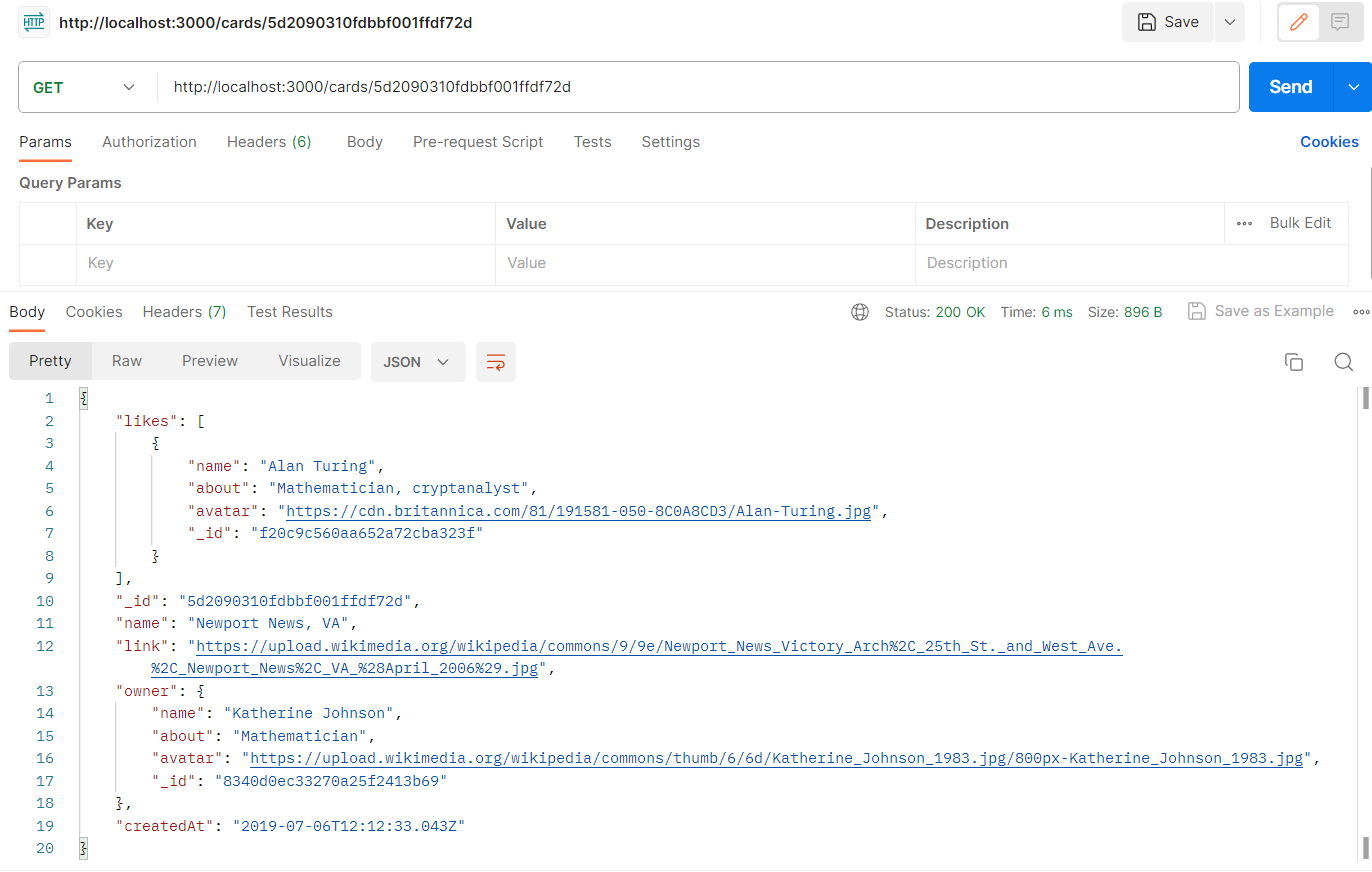 HTTP http://localhost:3000/cards/5d2090310fdbbf001ffdf72d Save
GET http://localhost:3000/cards/5d2090310fdbbf001ffdf72d Send
Params Authorization Headers (6) Body Pre-request Script Tests Settings Cookies
Query Params
Key Value Description Bulk Edit
Key Value Description
Body Cookies Headers (7) Test Results Status: 200 OK Time: 6 ms Size: 896 B Save as Example
Pretty Raw Preview Visualize JSON
1 {
2 "likes": [
3 {
4 "name": "Alan Turing",
5 "about": "Mathematician, cryptanalyst",
6 "avatar": "https://cdn.britannica.com/81/191581-050-8C0A8CD3/Alan-Turing.jpg",
7 "_id": "f20c9c560aa652a72cba323f"
8 }
9 ],
10 "_id": "5d2090310fdbbf001ffdf72d",
11 "name": "Newport News, VA",
12 "link": "https://upload.wikimedia.org/wikipedia/commons/9/9e/Newport_News_Victory_Arch%2C_25th_St._and_West_Ave.
%2C_Newport_News%2C_VA_%28April_2006%29.jpg",
13 "owner": {
14 "name": "Katherine Johnson",
15 "about": "Mathematician",
16 "avatar": "https://upload.wikimedia.org/wikipedia/commons/thumb/6/6d/Katherine_Johnson_1983.jpg/800px-Katherine_Johnson_1983.jpg",
17 "_id": "8340d0ec33270a25f2413b69"
18 },
19 "createdAt": "2019-07-06T12:12:33.043Z"
20 }